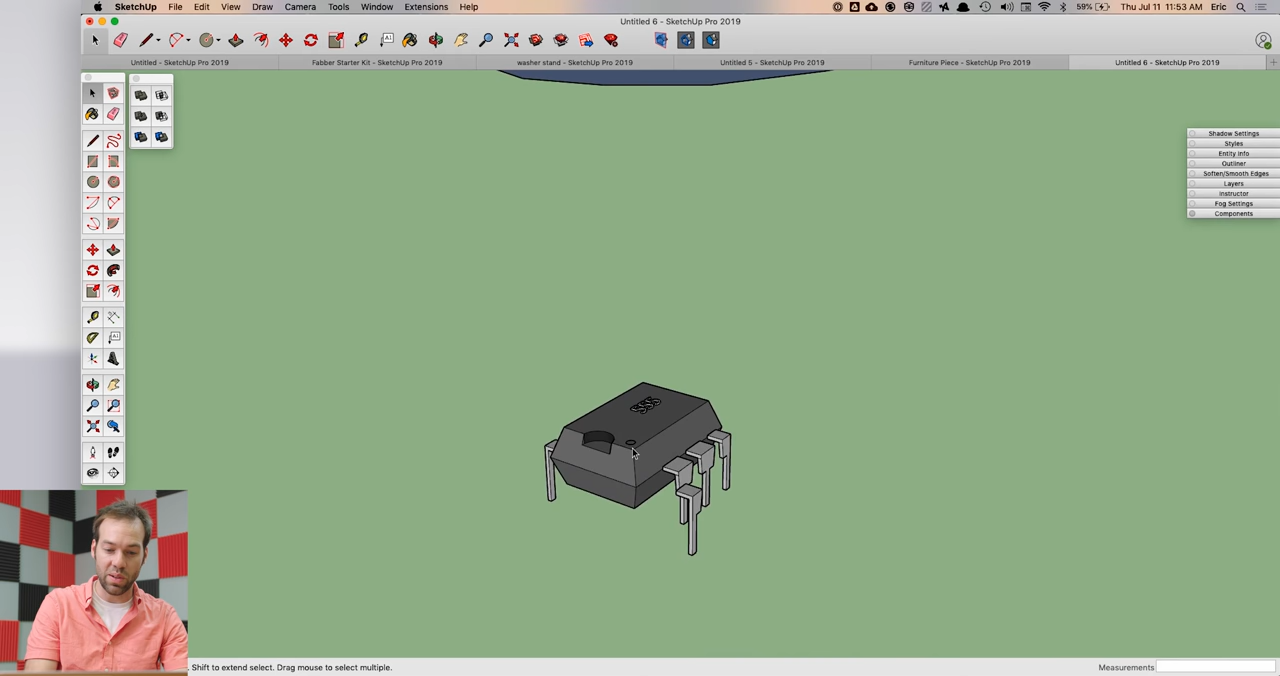 SketchUp File Edit View Camera Draw Tools Window Extensions Help
59% Thu Jul 11 11:53 AM Eric
Untitled 6 - SketchUp Pro 2019
Untitled - SketchUp Pro 2019 Fabber Starter Kit - SketchUp Pro 2019 washer stand - SketchUp Pro 2019 Untitled 5 - SketchUp Pro 2019 Furniture Piece - SketchUp Pro 2019 Untitled 6 - SketchUp Pro 2019
Shadow Settings
Styles
Entity Info
Outliner
Soften/Smooth Edges
Layers
Instructor
Fog Settings
Components
555
Shift to extend select. Drag mouse to select multiple.
Measurements